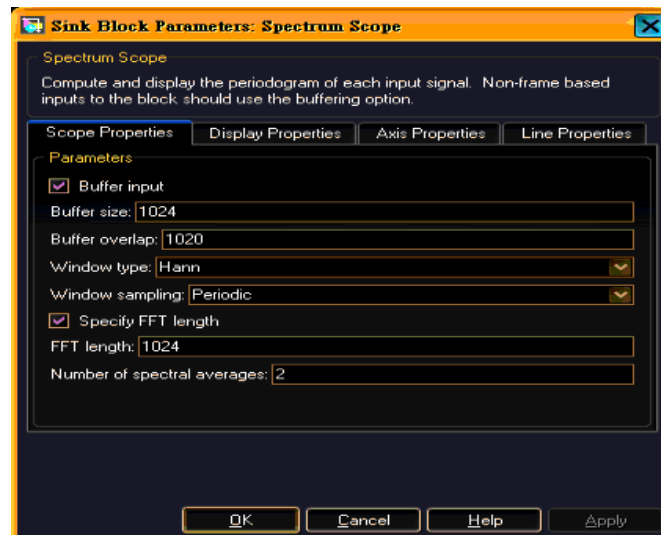 Sink Block Parameters: Spectrum Scope
Spectrum Scope
Compute and display the periodogram of each input signal. Non-frame based
inputs to the block should use the buffering option.
Scope Properties Display Properties Axis Properties Line Properties
Parameters
Buffer input
Buffer size: 1024
Buffer overlap: 1020
Window type: Hann
Window sampling: Periodic
Specify FFT length
FFT length: 1024
Number of spectral averages: 2
OK Cancel Help Apply